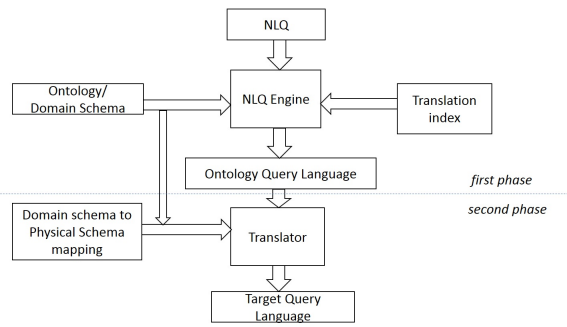 NLQ
Ontology/
Domain Schema
NLQ Engine
Translation
index
Ontology Query Language
first phase
second phase
Domain schema to
Physical Schema
mapping
Translator
Target Query
Language